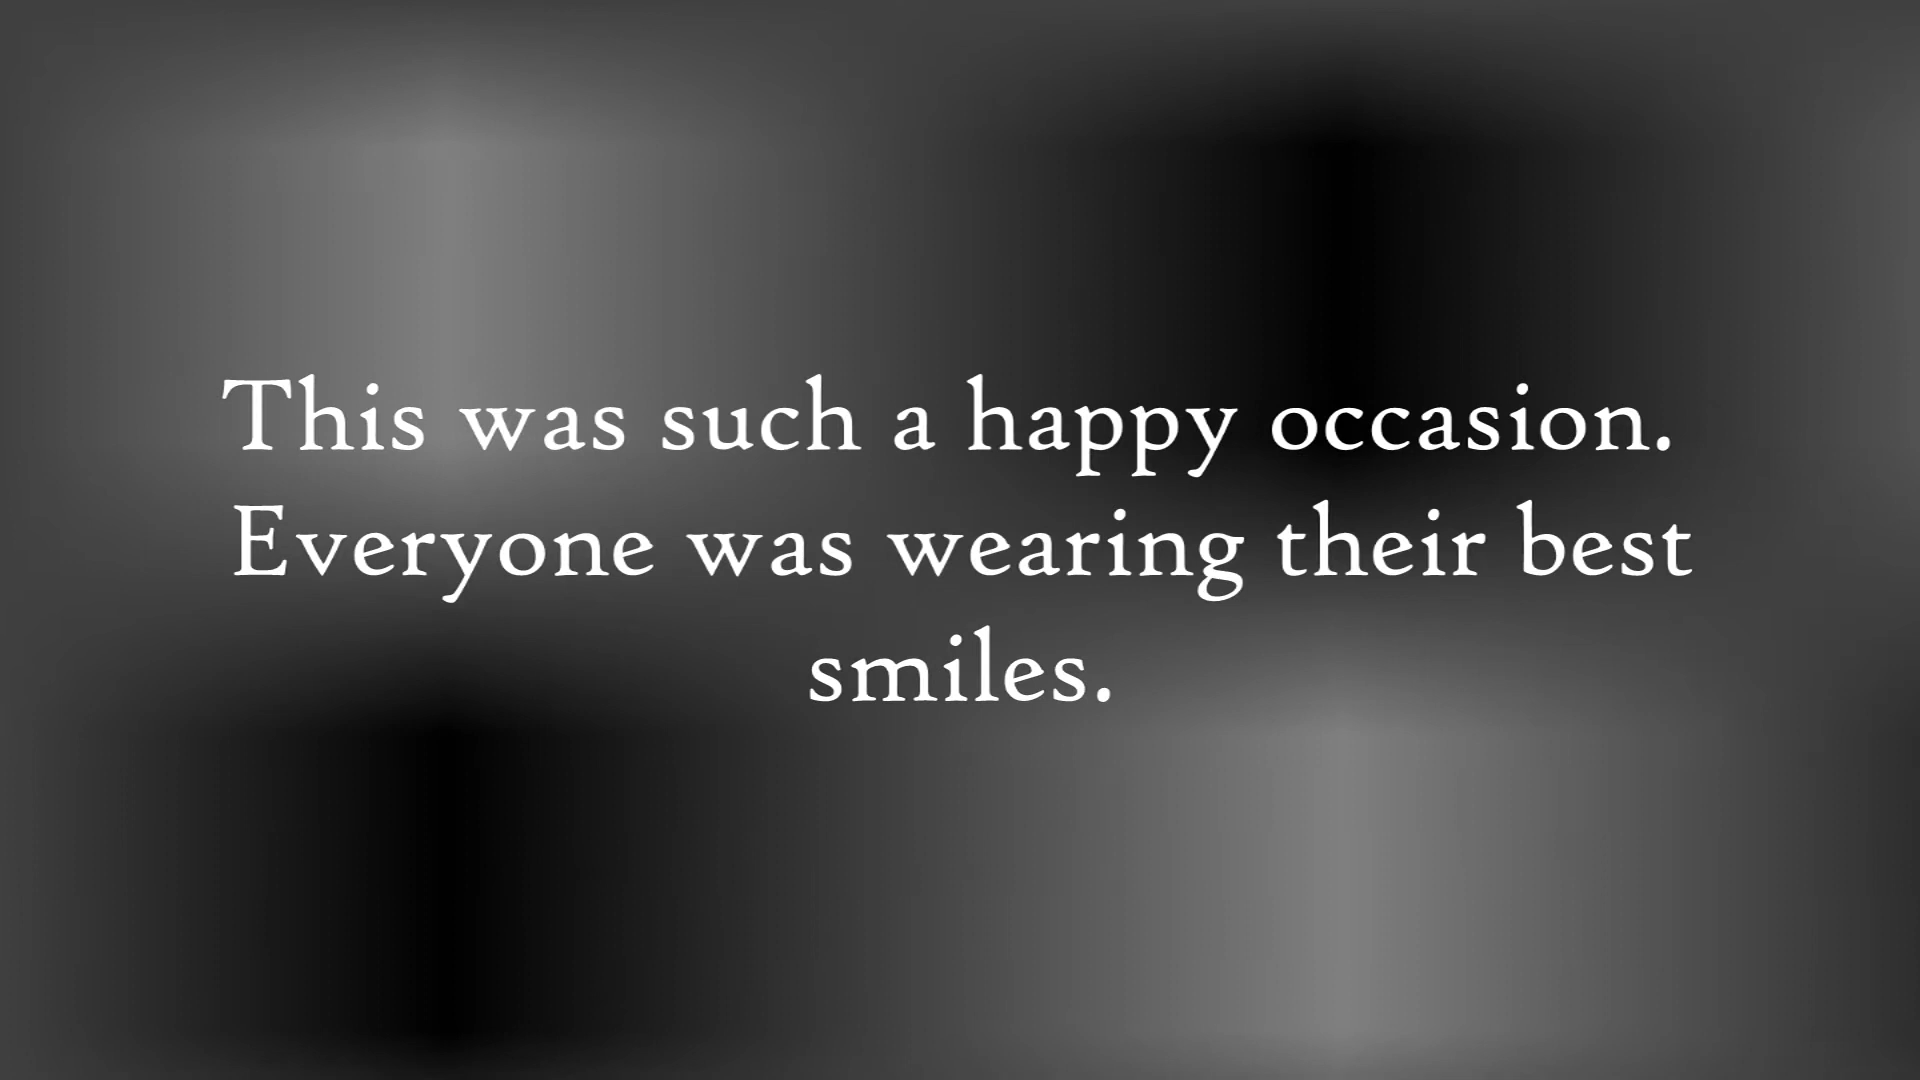 This was such a happy occasion.
Everyone was wearing their best
smiles.